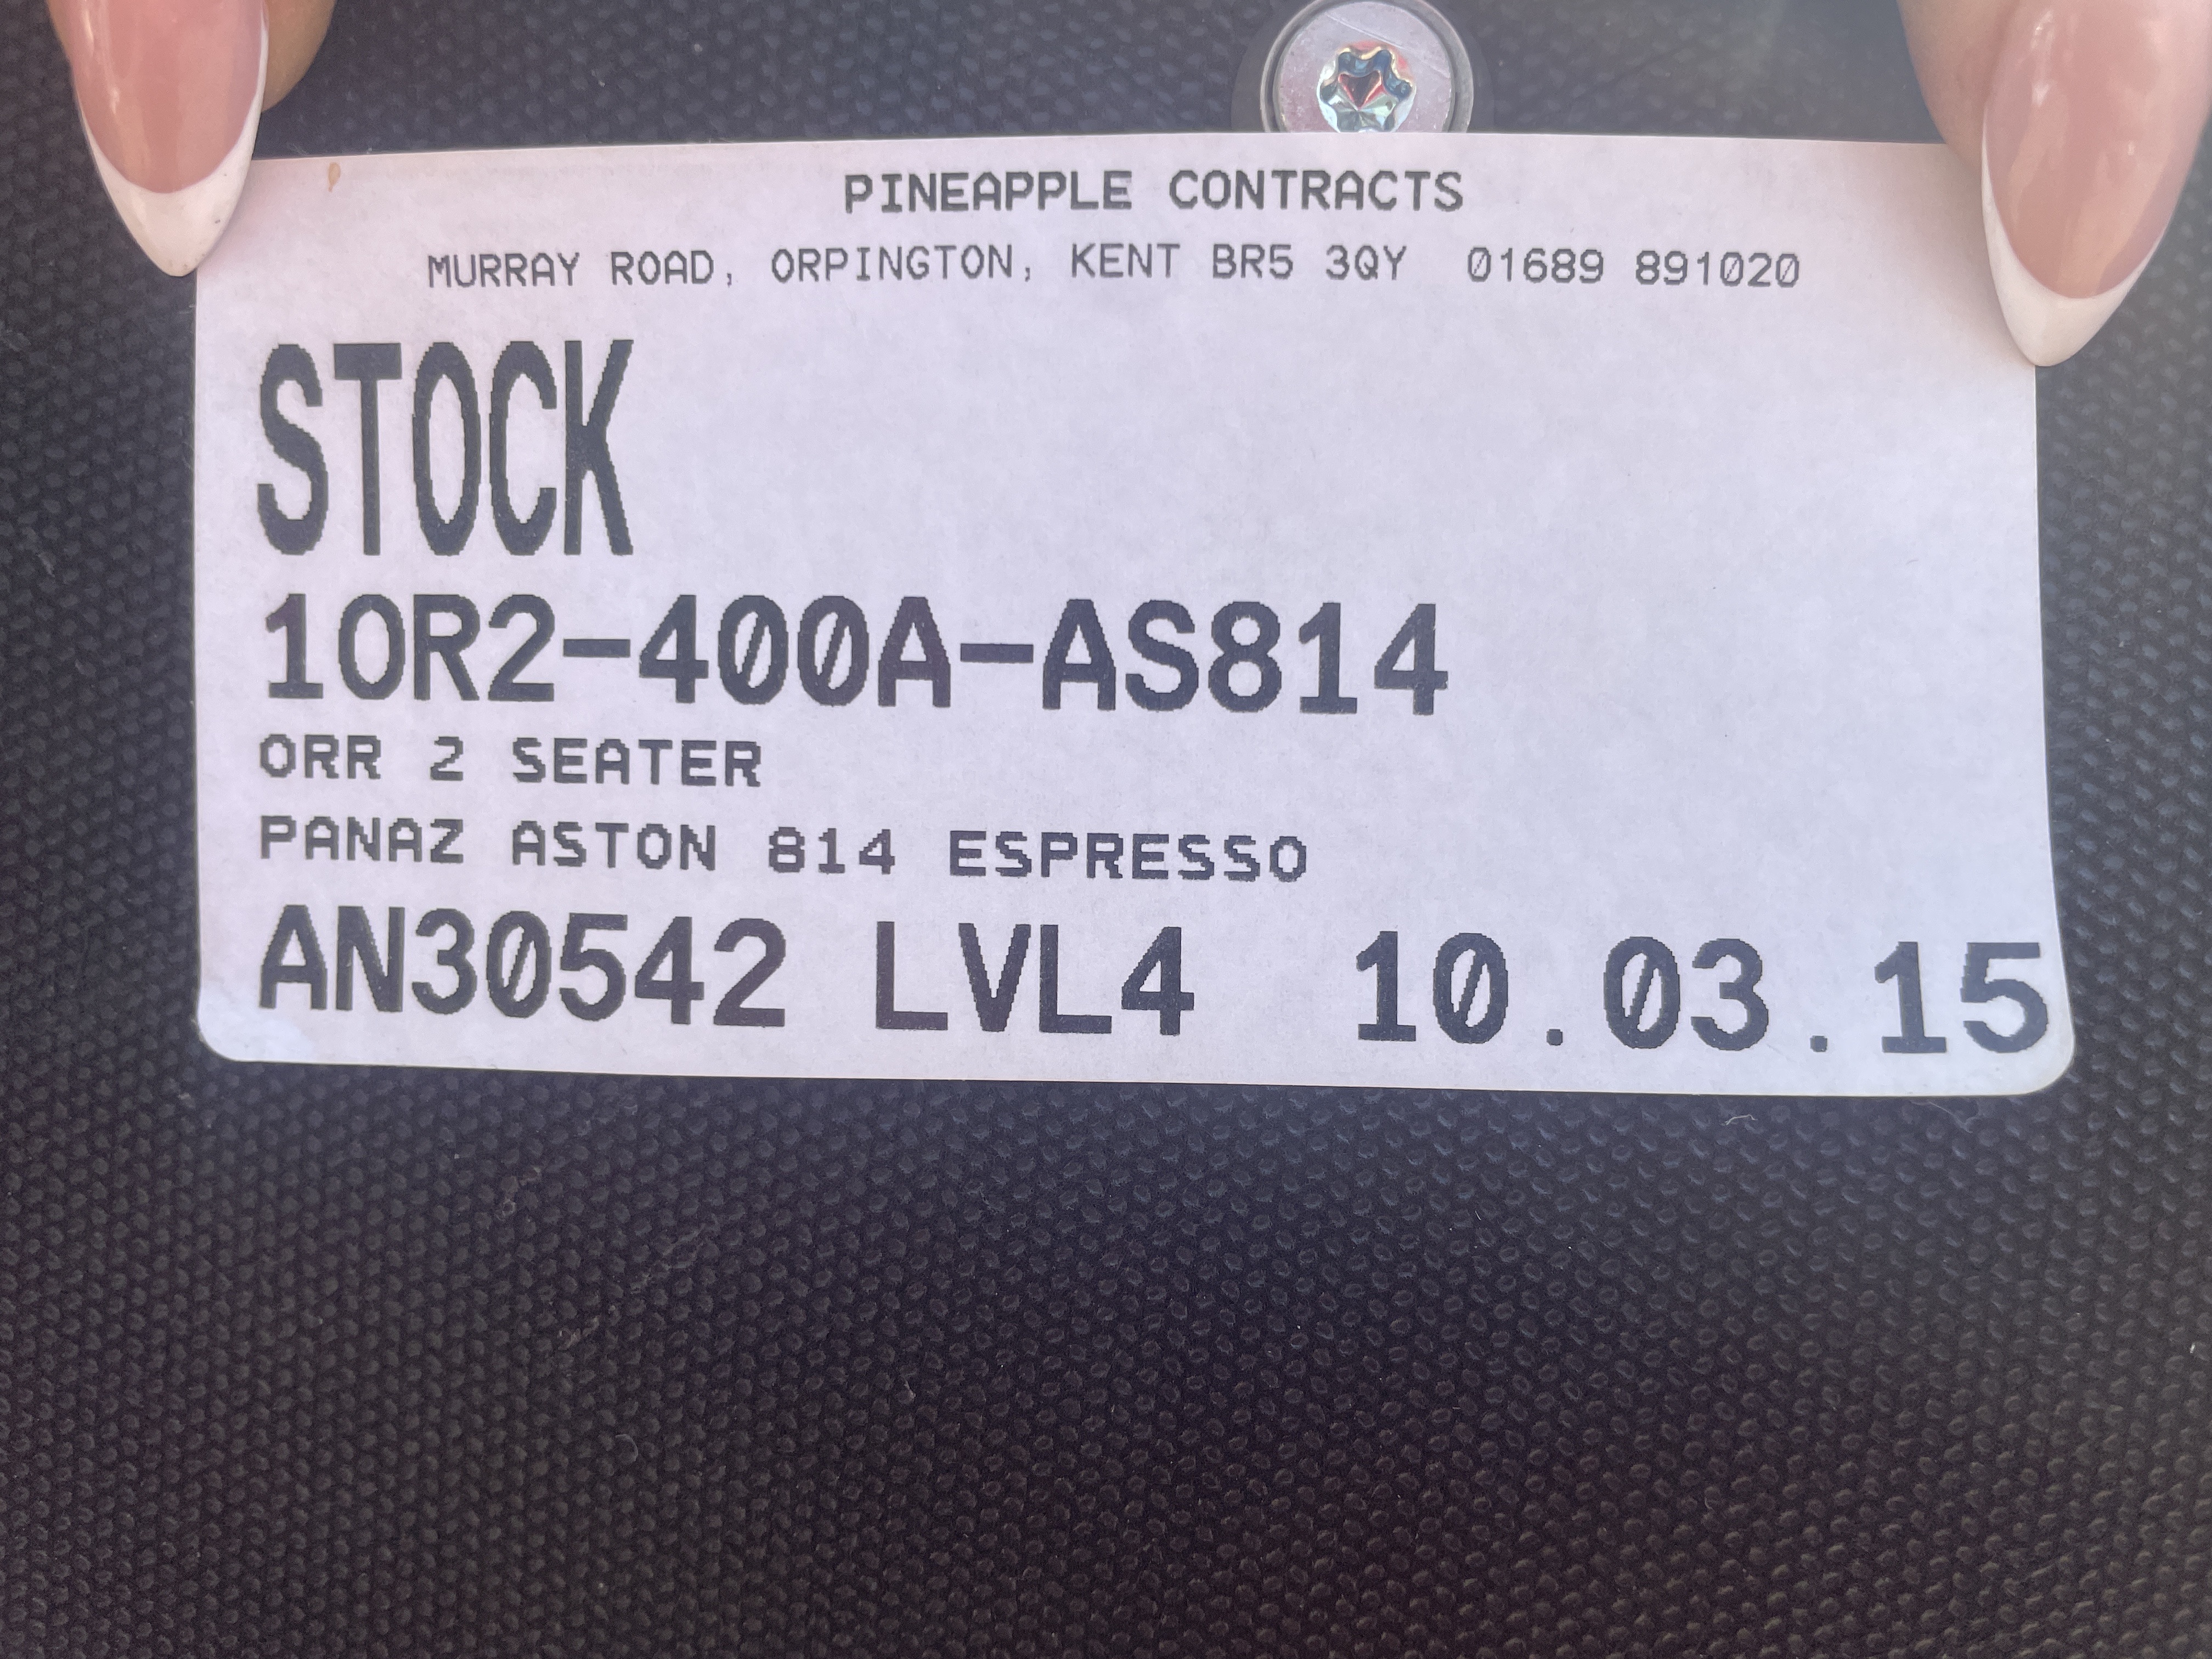 PINEAPPLE CONTRACTS
MURRAY ROAD, ORPINGTON, KENT BR5 3QY 01689 891020
STOCK
1OR2-400A-AS814
ORR 2 SEATER
PANAZ ASTON 814 ESPRESSO
AN30542 LVL4 10.03.15